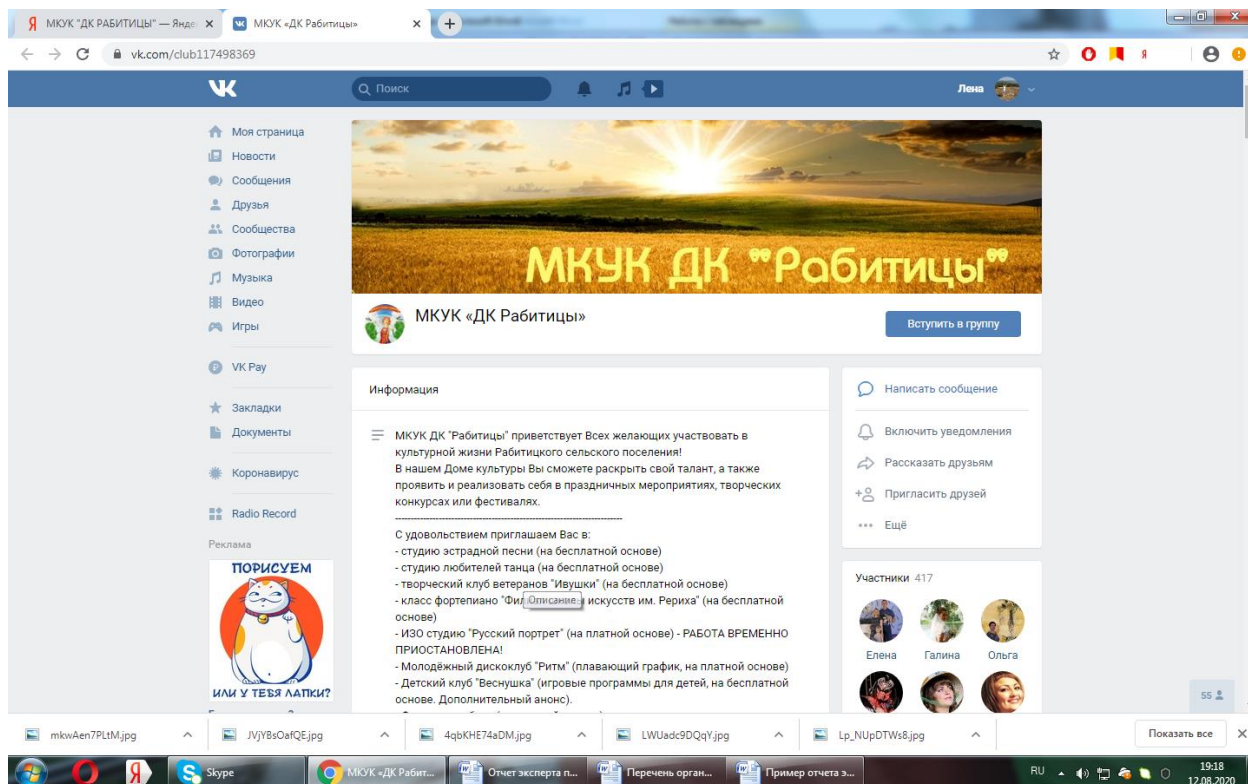 МКУК "ДК РАБИТИЦЫ" — Янде
МКУК «ДК Рабитицы»
vk.com/club117498369
Поиск
Лена
Моя страница
Новости
Сообщения
Друзья
Сообщества
Фотографии
Музыка
Видео
Игры
VK Pay
Закладки
Документы
Коронавирус
Radio Record
Реклама
ПОРИСУЕМ
ИЛИ У ТЕБЯ ЛАПКИ?
МКУК ДК "Рабитицы"
МКУК «ДК Рабитицы»
Вступить в группу
Информация
МКУК ДК "Рабитицы" приветствует Всех желающих участвовать в
культурной жизни Рабитицкого сельского поселения!
В нашем Доме культуры Вы сможете раскрыть свой талант, а также
проявить и реализовать себя в праздничных мероприятиях, творческих
конкурсах или фестивалях.
С удовольствием приглашаем Вас в:
- студию эстрадной песни (на бесплатной основе)
- студию любителей танца (на бесплатной основе)
- творческий клуб ветеранов "Ивушки" (на бесплатной основе)
- класс фортепиано "Фил Описание искусств им. Рериха" (на бесплатной
основе)
- ИЗО студию "Русский портрет" (на платной основе) - РАБОТА ВРЕМЕННО
ПРИОСТАНОВЛЕНА!
- Молодёжный дискоклуб "Ритм" (плавающий график, на платной основе)
- Детский клуб "Веснушка" (игровые программы для детей, на бесплатной
основе. Дополнительный анонс).
Написать сообщение
Включить уведомления
Рассказать друзьям
Пригласить друзей
Ещё
Участники 417
Елена
Галина
Ольга
55
mkwAen7PLtM.jpg
JVjYBsOafQE.jpg
4qbKHE74aDM.jpg
LWUadc9DQqY.jpg
Lp_NUpDTWs8.jpg
Показать все
Skype
МКУК «ДК Рабит...
Отчет эксперта п...
Перечень орган...
Пример отчета э...
RU
19:18
12.08.2020